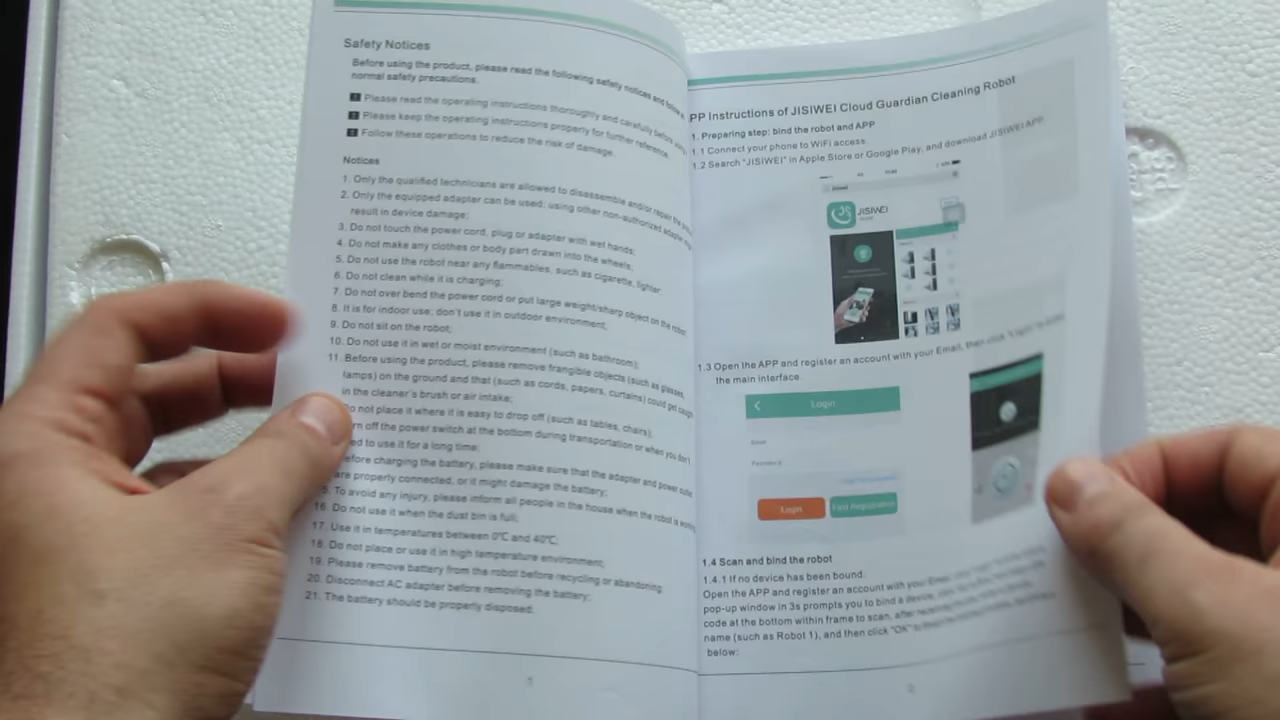 Safety Notices
Before using the product, please read the following safety notices and follow
normal safety precautions.
Please read the operating instructions thoroughly and carefully before using
Please keep the operating instructions properly for further reference.
Follow these operations to reduce the risk of damage.
Notices
1. Only the qualified technicians are allowed to disassemble and/or repair the
2. Only the equipped adapter can be used; using other non-authorized adapter
result in device damage;
3. Do not touch the power cord, plug or adapter with wet hands;
4. Do not make any clothes or body part drawn into the wheels;
5. Do not use the robot near any flammables, such as cigarette, lighter;
6. Do not clean while it is charging;
7. Do not over bend the power cord or put large weight/sharp object on the robot
8. It is for indoor use; don't use it in outdoor environment;
9. Do not sit on the robot;
10. Do not use it in wet or moist environment (such as bathroom);
11. Before using the product, please remove frangible objects (such as glasses,
lamps) on the ground and that (such as cords, papers, curtains) could get caught
in the cleaner's brush or air intake;
o not place it where it is easy to drop off (such as tables, chairs);
rn off the power switch at the bottom during transportation or when you don't
ed to use it for a long time;
efore charging the battery, please make sure that the adapter and power outlet
are properly connected, or it might damage the battery;
5. To avoid any injury, please inform all people in the house when the robot is working
16. Do not use it when the dust bin is full;
17. Use it in temperatures between 0℃ and 40℃;
18. Do not place or use it in high temperature environment;
19. Please remove battery from the robot before recycling or abandoning
20. Disconnect AC adapter before removing the battery;
21. The battery should be properly disposed.
1
PP Instructions of JISIWEI Cloud Guardian Cleaning Robot
1. Preparing step: bind the robot and APP
1.1 Connect your phone to WiFi access.
1.2 Search "JISIWEI" in Apple Store or Google Play, and download JISIWEI APP.
JISIWEI
1.3 Open the APP and register an account with your Email, then click "Login" to enter
the main interface.
Login
Email
Password
Login
Fast Registration
1.4 Scan and bind the robot
1.4.1 If no device has been bound:
Open the APP and register an account with your Email,
pop-up window in 3s prompts you to bind a device,
code at the bottom within frame to scan, after
name (such as Robot 1), and then click "OK"
below:
2